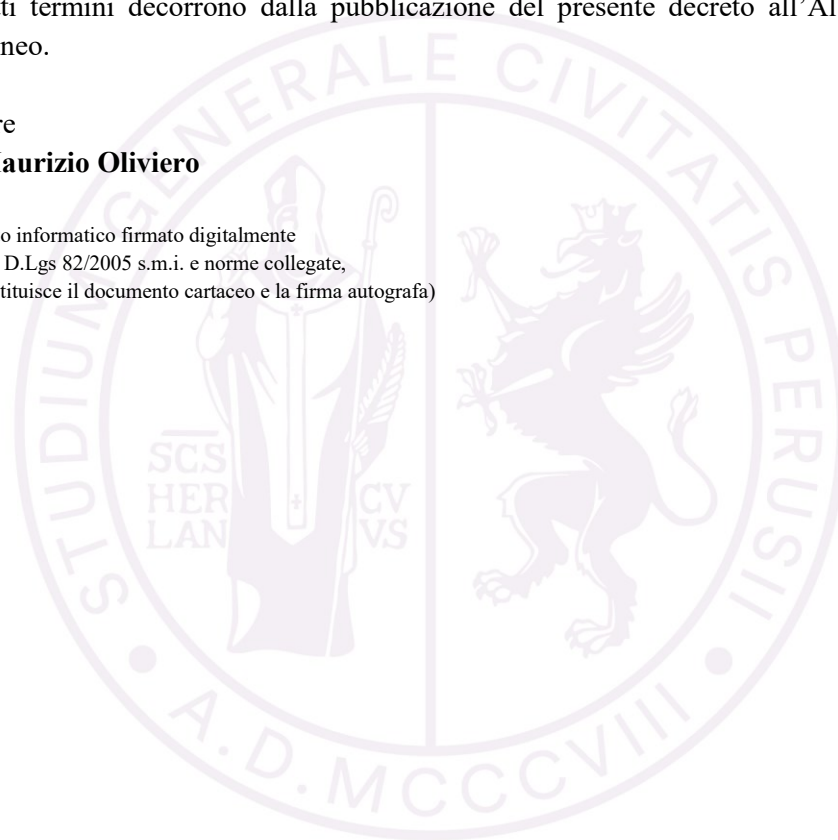 ti termini decorrono dalla pubblicazione del presente decreto all’Al
neo.
re
aurizio Oliviero
o informatico firmato digitalmente
D.Lgs 82/2005 s.m.i. e norme collegate,
tituisce il documento cartaceo e la firma autografa)
STUDIUM GENERALE CIVITATIS PERUSII
SCS
HER
LAN
CV
VS
A.D. MCCCVIII